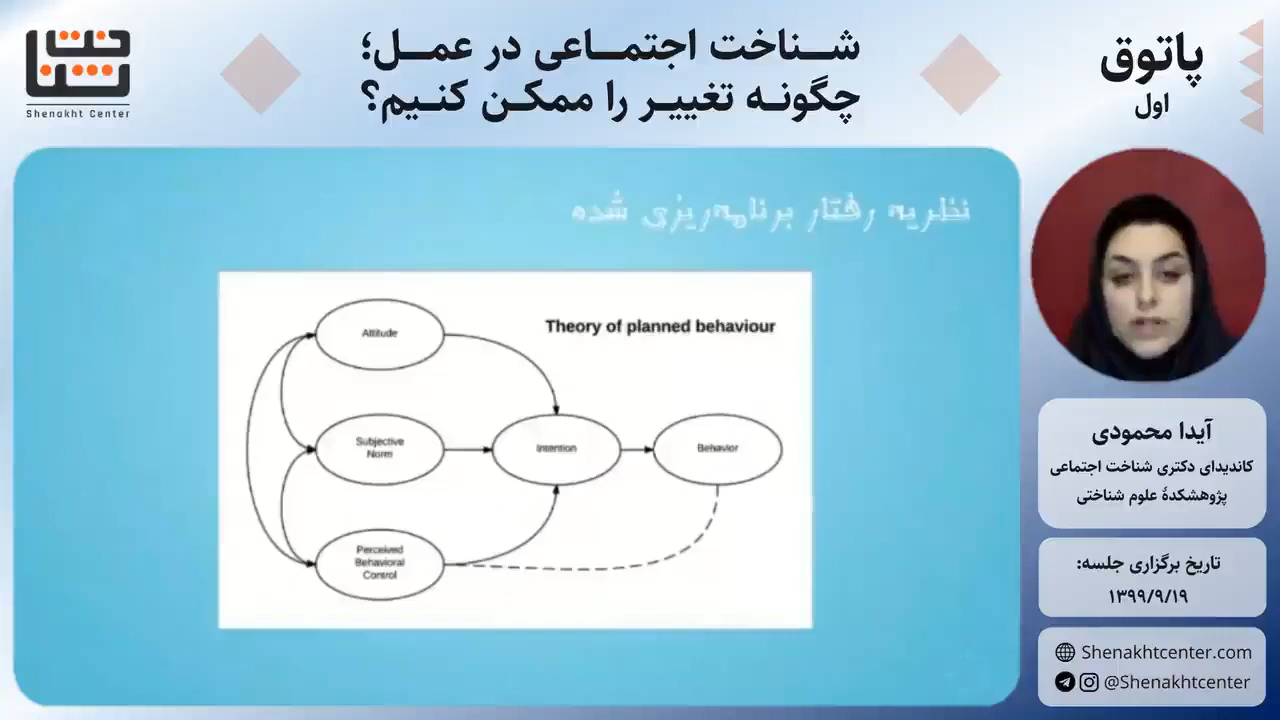 شناخت
Shenakht Center
شناخت اجتماعی در عمل؛
چگونه تغییر را ممکن کنیم؟
پاتوق
اول
نظریه رفتار برنامه‌ریزی شده
Theory of planned behaviour
Attitude
Subjective
Norm
Intention
Behavior
Perceived
Behavioral
Control
آیدا محمودی
کاندیدای دکتری شناخت اجتماعی
پژوهشکدهٔ علوم شناختی
تاریخ برگزاری جلسه:
۱۳۹۹/۹/۱۹
Shenakhtcenter.com
@Shenakhtcenter